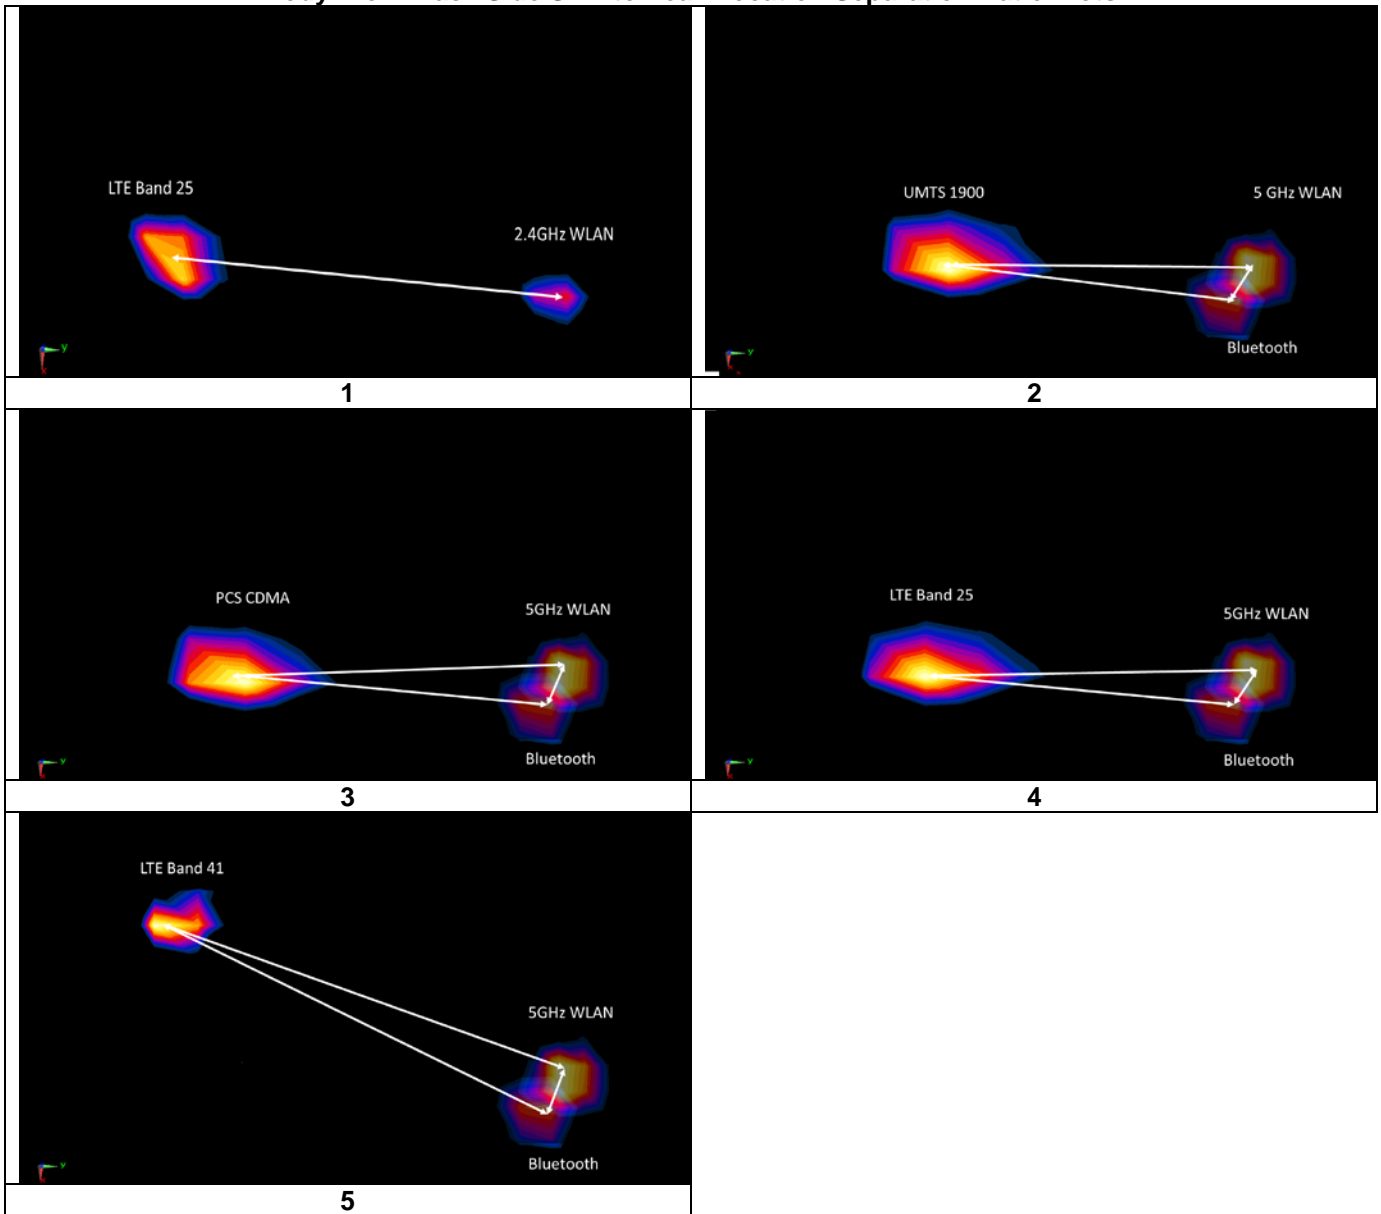 LTE Band 25
2.4GHz WLAN
y
x
1
UMTS 1900
5 GHz WLAN
Bluetooth
y
2
PCS CDMA
5GHz WLAN
Bluetooth
y
3
LTE Band 25
5GHz WLAN
Bluetooth
y
4
LTE Band 41
5GHz WLAN
Bluetooth
y
5